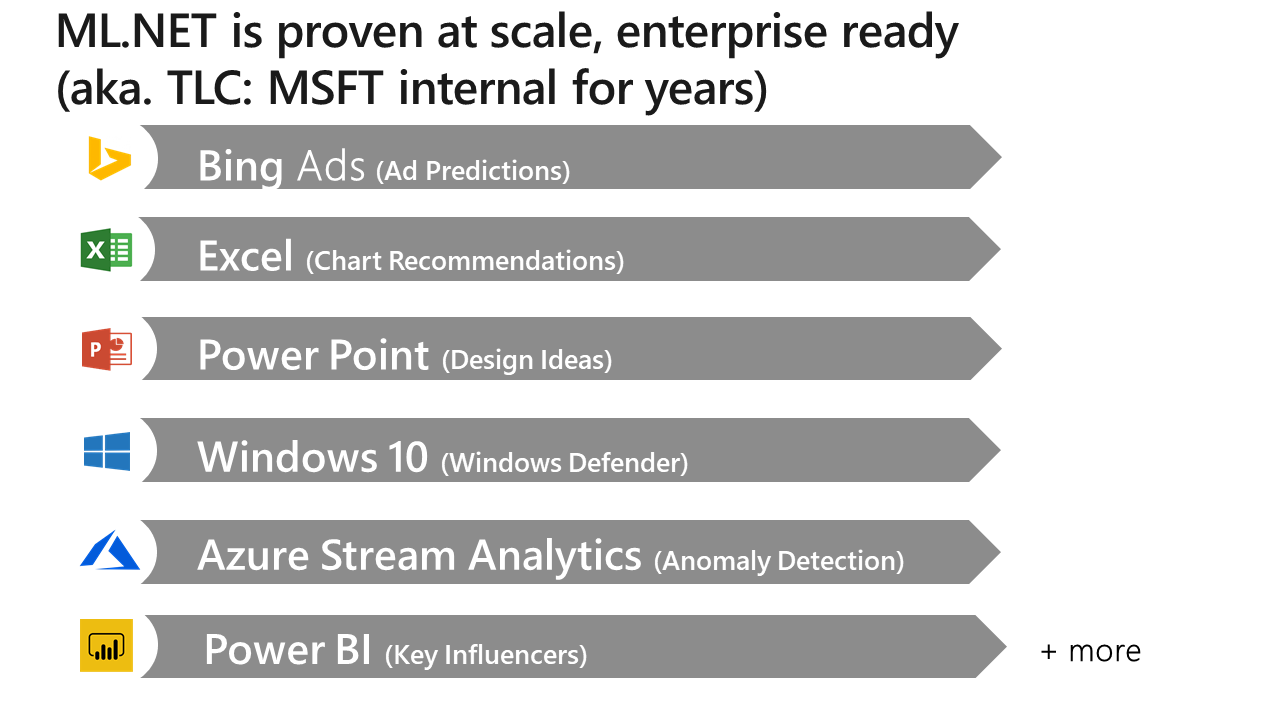 ML.NET is proven at scale, enterprise ready
(aka. TLC: MSFT internal for years)
Bing Ads (Ad Predictions)
Excel (Chart Recommendations)
Power Point (Design Ideas)
Windows 10 (Windows Defender)
Azure Stream Analytics (Anomaly Detection)
Power BI (Key Influencers)
+ more